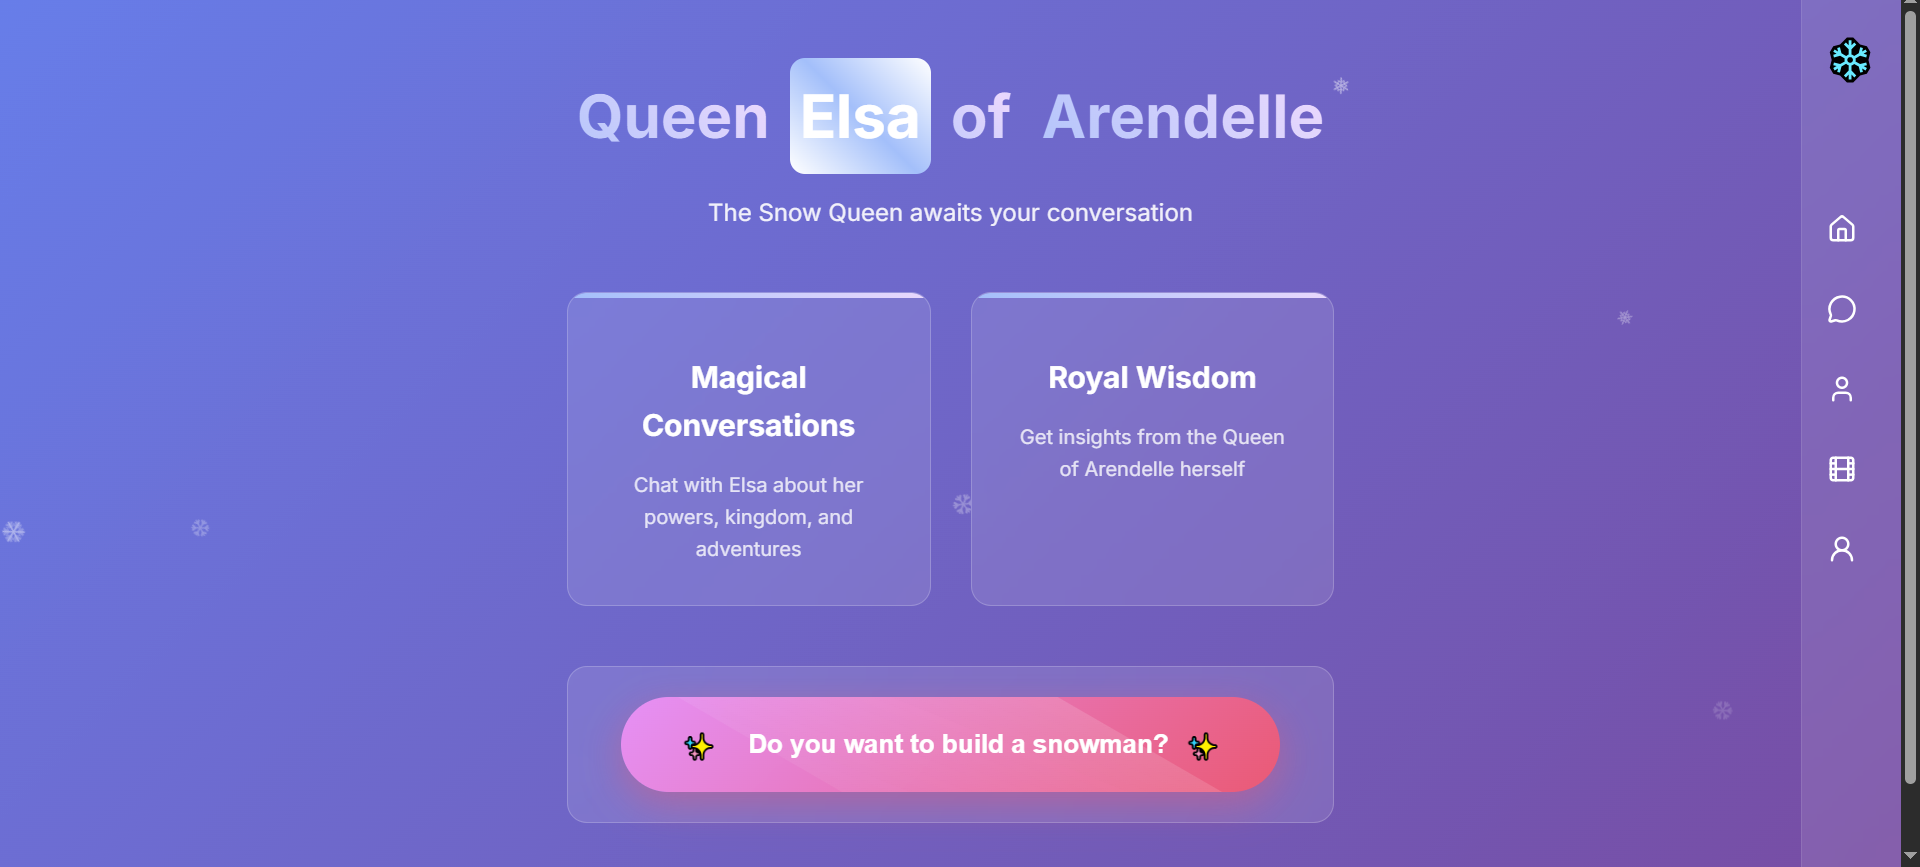 Queen Elsa of Arendelle
The Snow Queen awaits your conversation
Magical
Conversations
Chat with Elsa about her
powers, kingdom, and
adventures
Royal Wisdom
Get insights from the Queen
of Arendelle herself
Do you want to build a snowman?